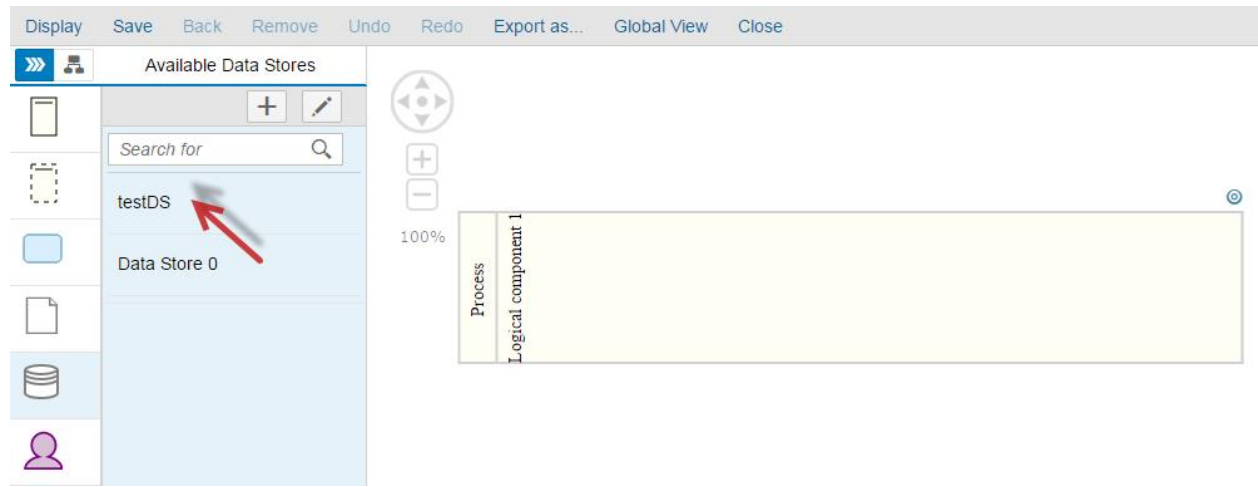 Display Save Back Remove Undo Redo Export as... Global View Close
Available Data Stores
Search for
testDS
Data Store 0
100%
Process
Logical component 1